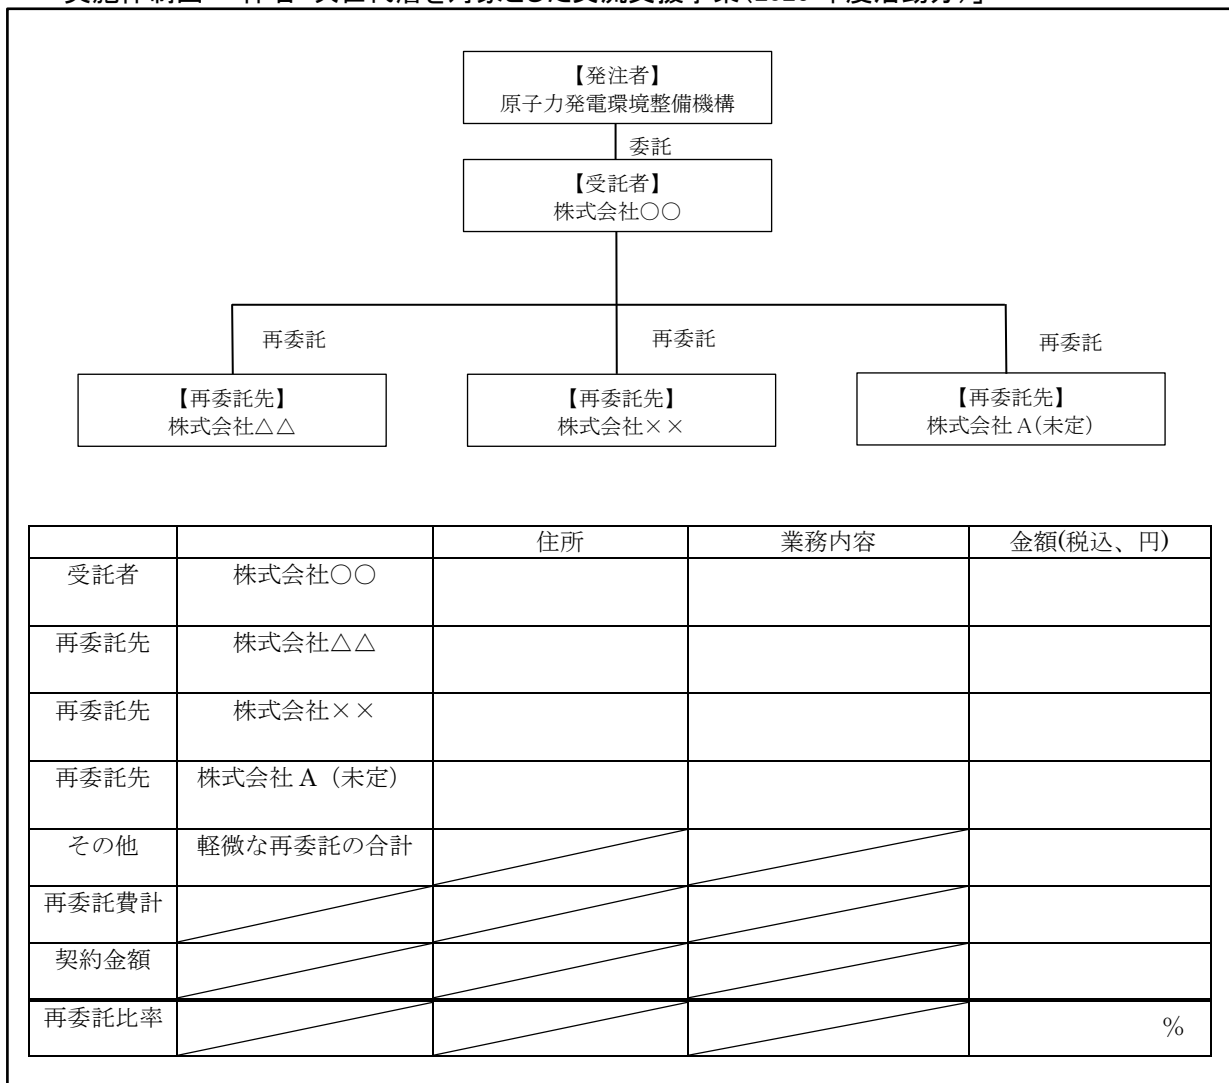 【発注者】
原子力発電環境整備機構
委託
【受託者】
株式会社○○
再委託
再委託
再委託
【再委託先】
株式会社△△
【再委託先】
株式会社××
【再委託先】
株式会社A(未定)
住所 業務内容 金額(税込、円)
受託者 株式会社○○
再委託先 株式会社△△
再委託先 株式会社××
再委託先 株式会社A（未定）
その他 軽微な再委託の合計
再委託費計
契約金額
再委託比率 %